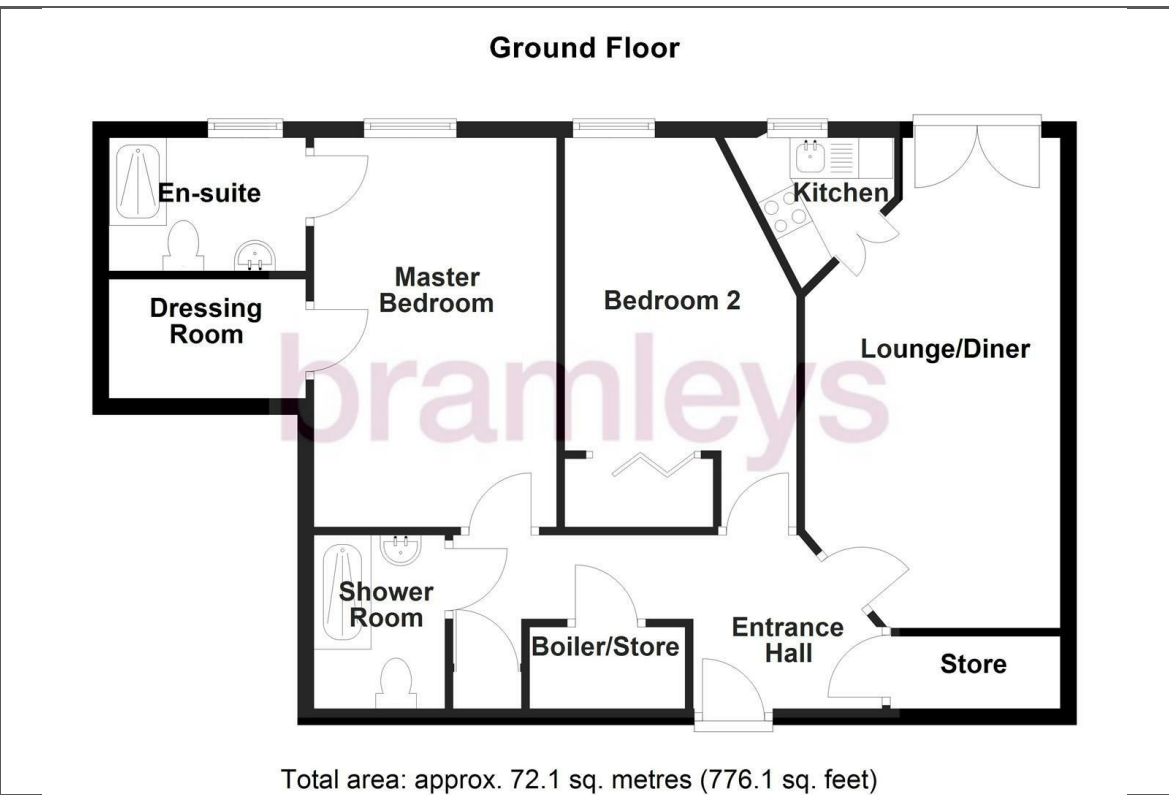 Ground Floor
En-suite
Kitchen
Master
Bedroom
Dressing
Room
Bedroom 2
Lounge/Diner
bramleys
Shower
Room
Boiler/Store
Entrance
Hall
Store
Total area: approx. 72.1 sq. metres (776.1 sq. feet)